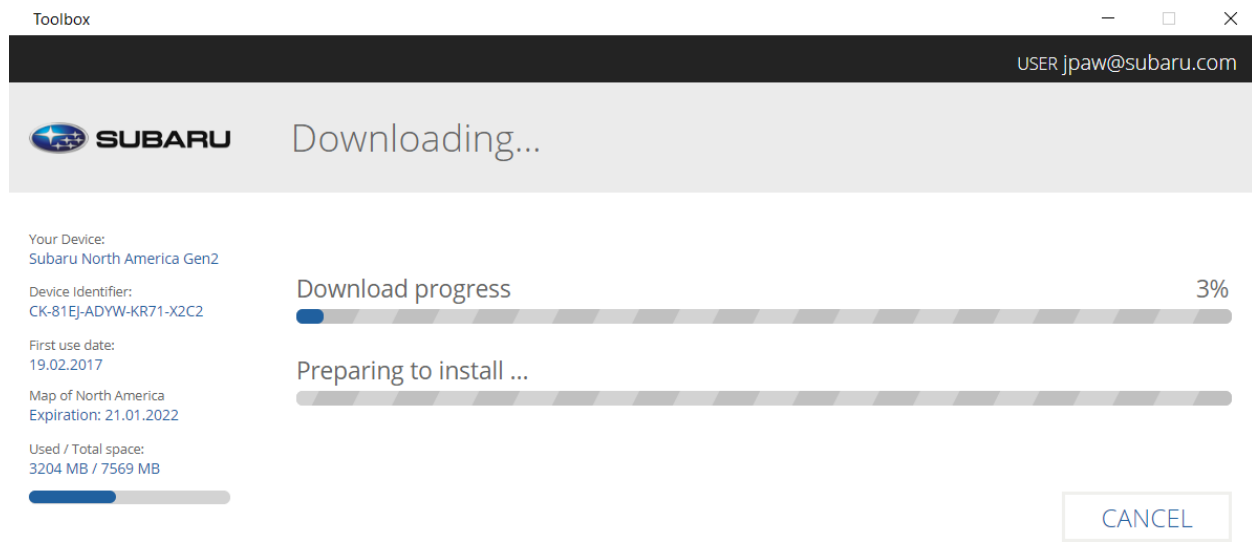 Toolbox
USER jpaw@subaru.com
SUBARU
Downloading...
Your Device:
Subaru North America Gen2
Device Identifier:
CK-81EJ-ADYW-KR71-X2C2
First use date:
19.02.2017
Map of North America
Expiration: 21.01.2022
Used / Total space:
3204 MB / 7569 MB
Download progress 3%
Preparing to install ...
CANCEL